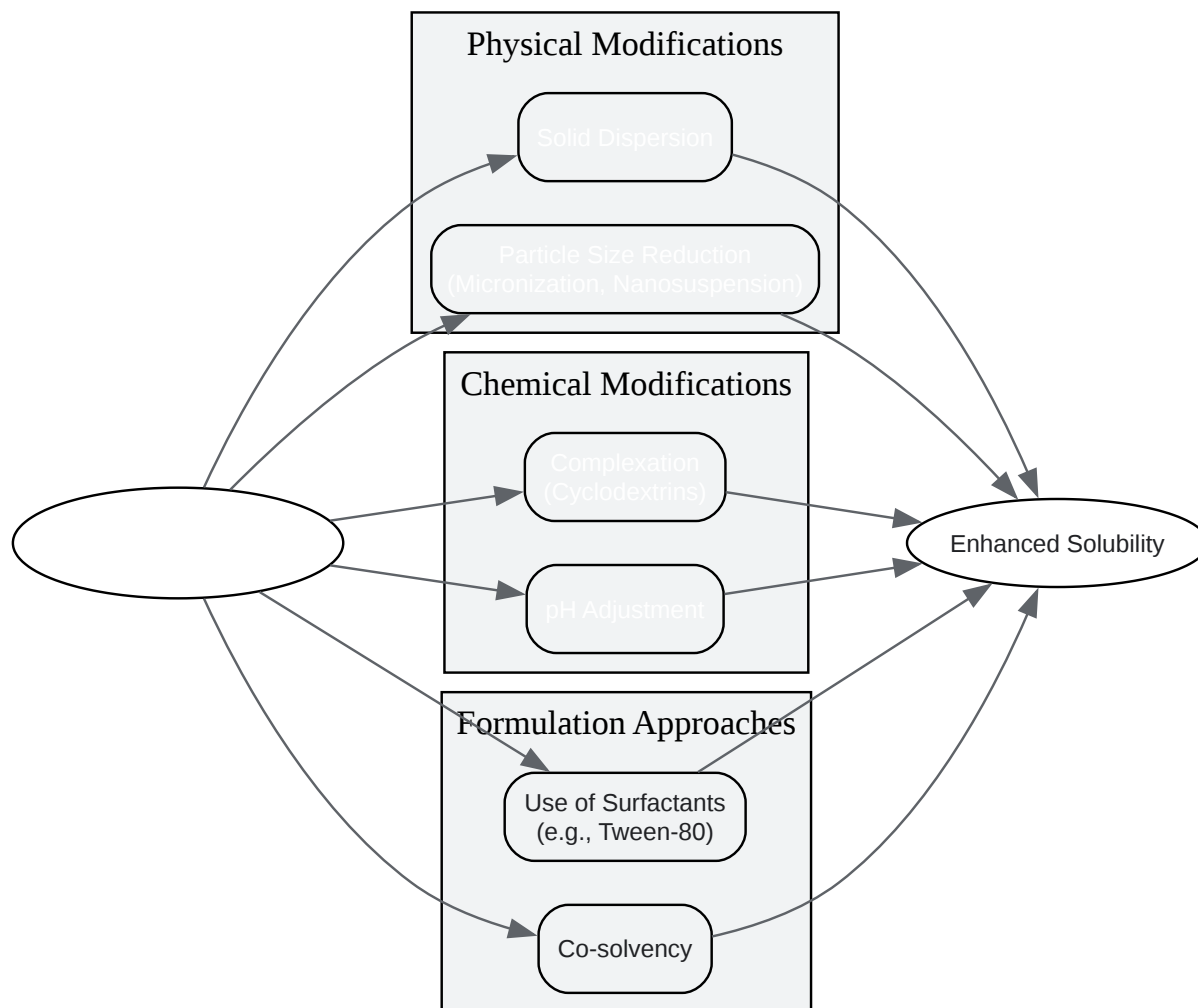 Physical Modifications
Solid Dispersion
Particle Size Reduction
(Micronization, Nanosuspension)
Chemical Modifications
Complexation
(Cyclodextrins)
pH Adjustment
Enhanced Solubility
Formulation Approaches
Use of Surfactants
(e.g., Tween-80)
Co-solvency